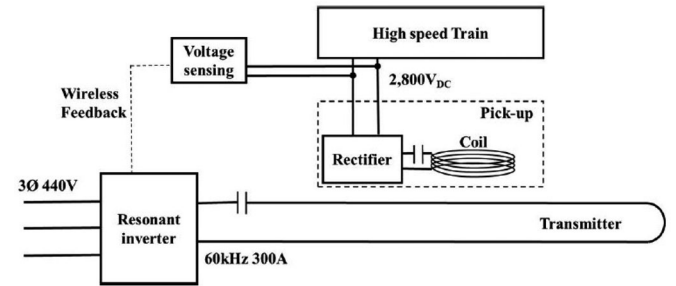 High speed Train
Voltage
sensing
2,800VDC
Wireless
Feedback
Pick-up
Coil
Rectifier
3Ø 440V
Resonant
inverter
Transmitter
60kHz 300A